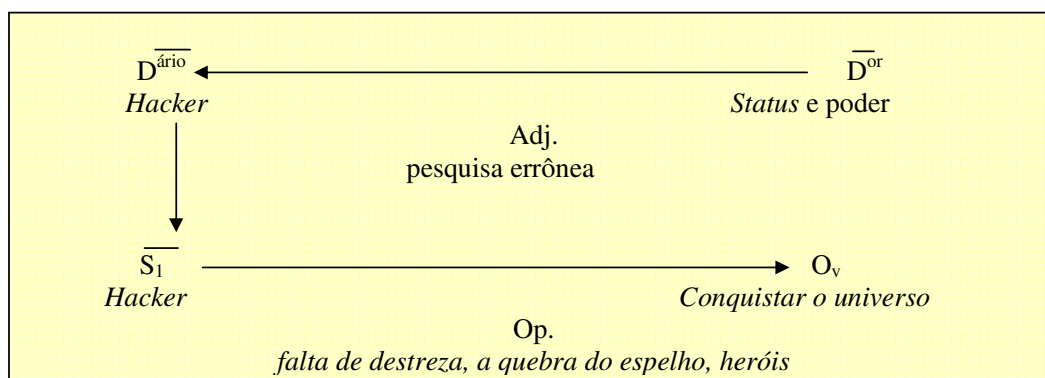 Dário Dor
Hacker Status e poder
Adj.
pesquisa errônea
S1 Ov
Hacker Conquistar o universo
Op.
falta de destreza, a quebra do espelho, heróis